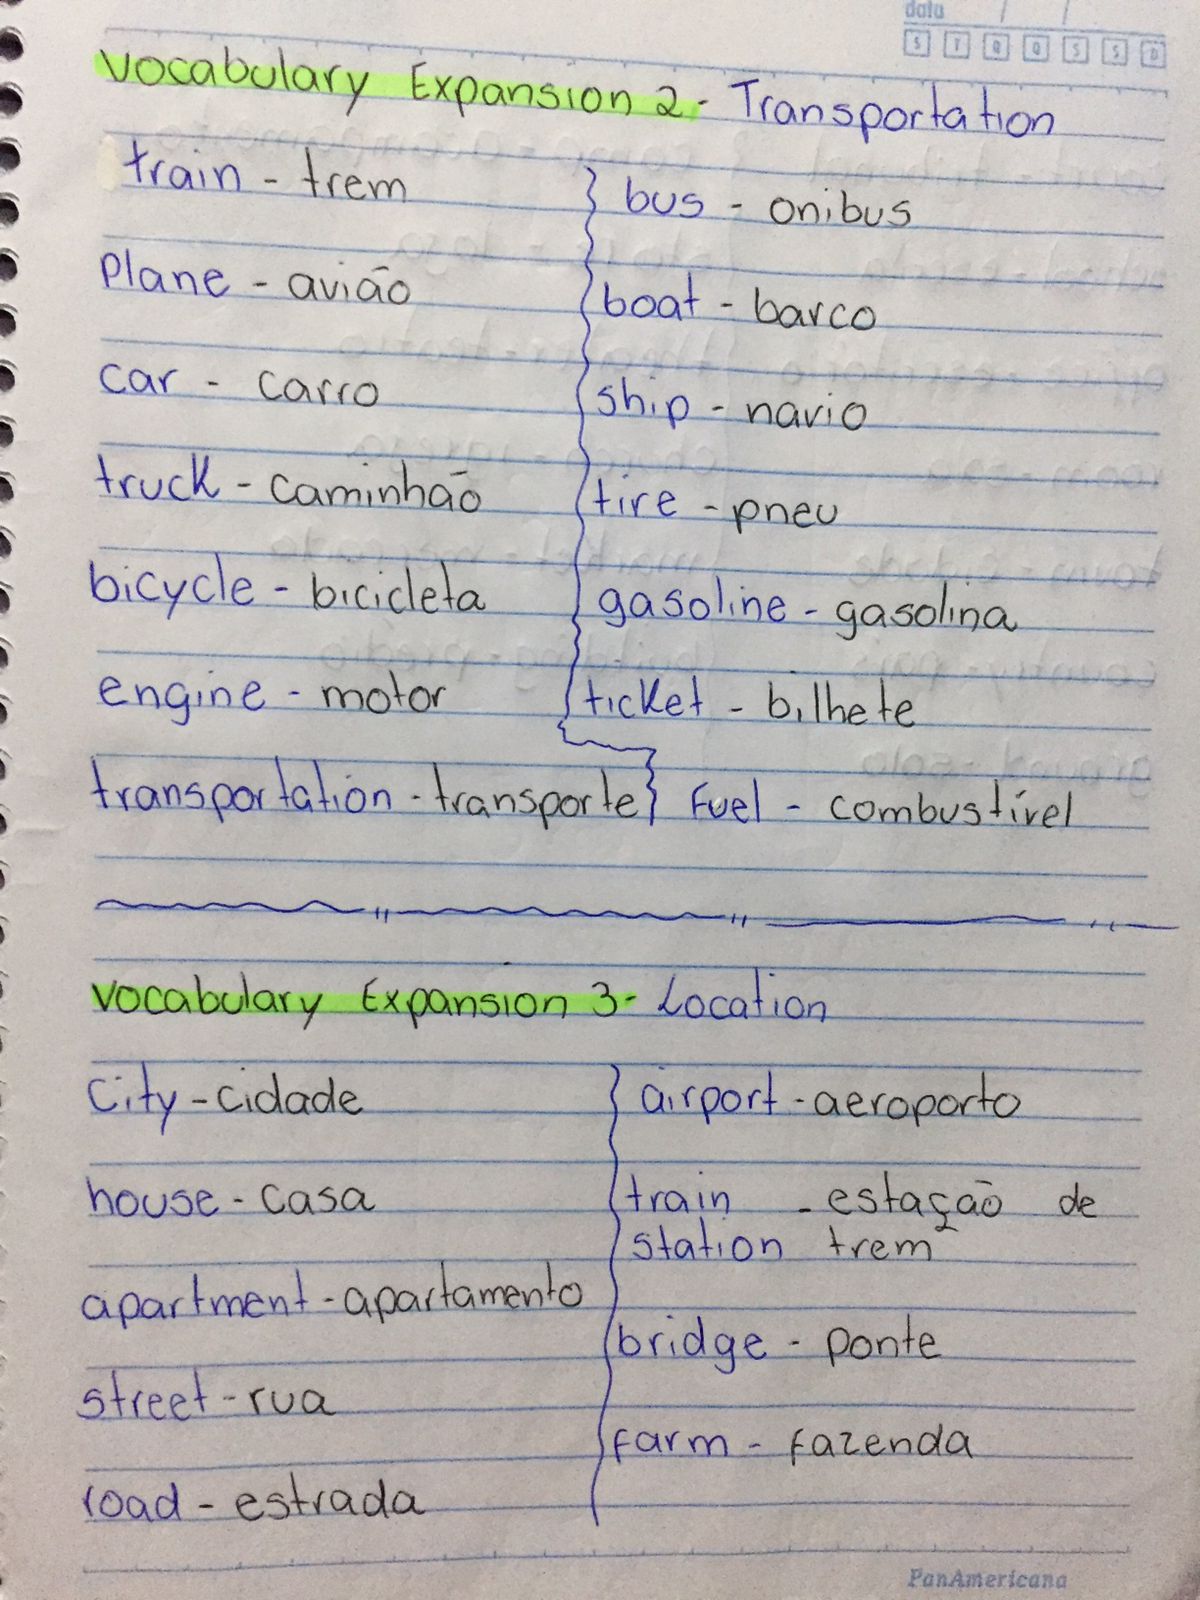 data
S T Q Q S S D
Vocabulary Expansion 2 - Transportation
train - trem
plane - avião
car - carro
truck - caminhão
bicycle - bicicleta
engine - motor
transportation - transporte
bus - onibus
boat - barco
ship - navio
tire - pneu
gasoline - gasolina
ticket - bilhete
Fuel - combustível
Vocabulary Expansion 3 - Location
City - cidade
house - casa
apartment - apartamento
street - rua
road - estrada
airport - aeroporto
train - estação de
station trem
bridge - ponte
farm - fazenda
PanAmericana